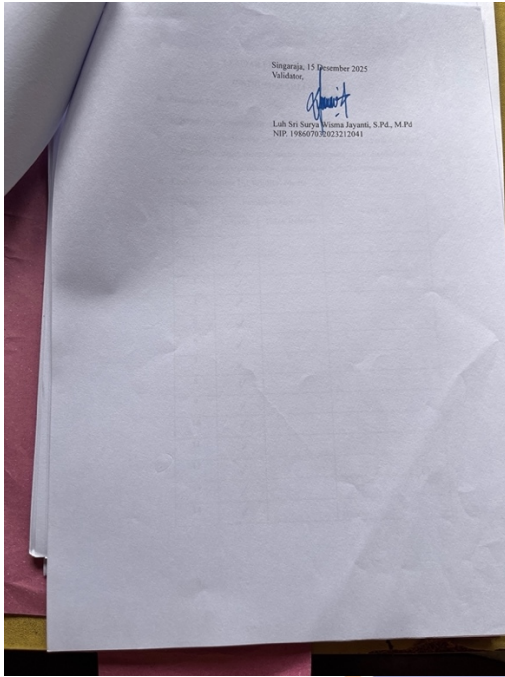 Singaraja, 15 Desember 2025
Validator,
Luh Sri Surya Wisma Jayanti, S.Pd., M.Pd
NIP. 198607032023212041